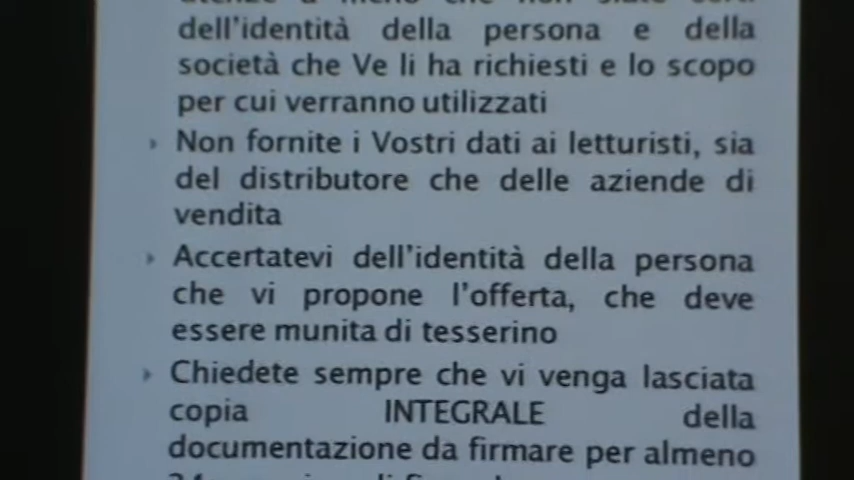 dell'identità della persona e della
società che Ve li ha richiesti e lo scopo
per cui verranno utilizzati
Non fornite i Vostri dati ai letturisti, sia
del distributore che delle aziende di
vendita
Accertatevi dell'identità della persona
che vi propone l'offerta, che deve
essere munita di tesserino
Chiedete sempre che vi venga lasciata
copia INTEGRALE della
documentazione da firmare per almeno